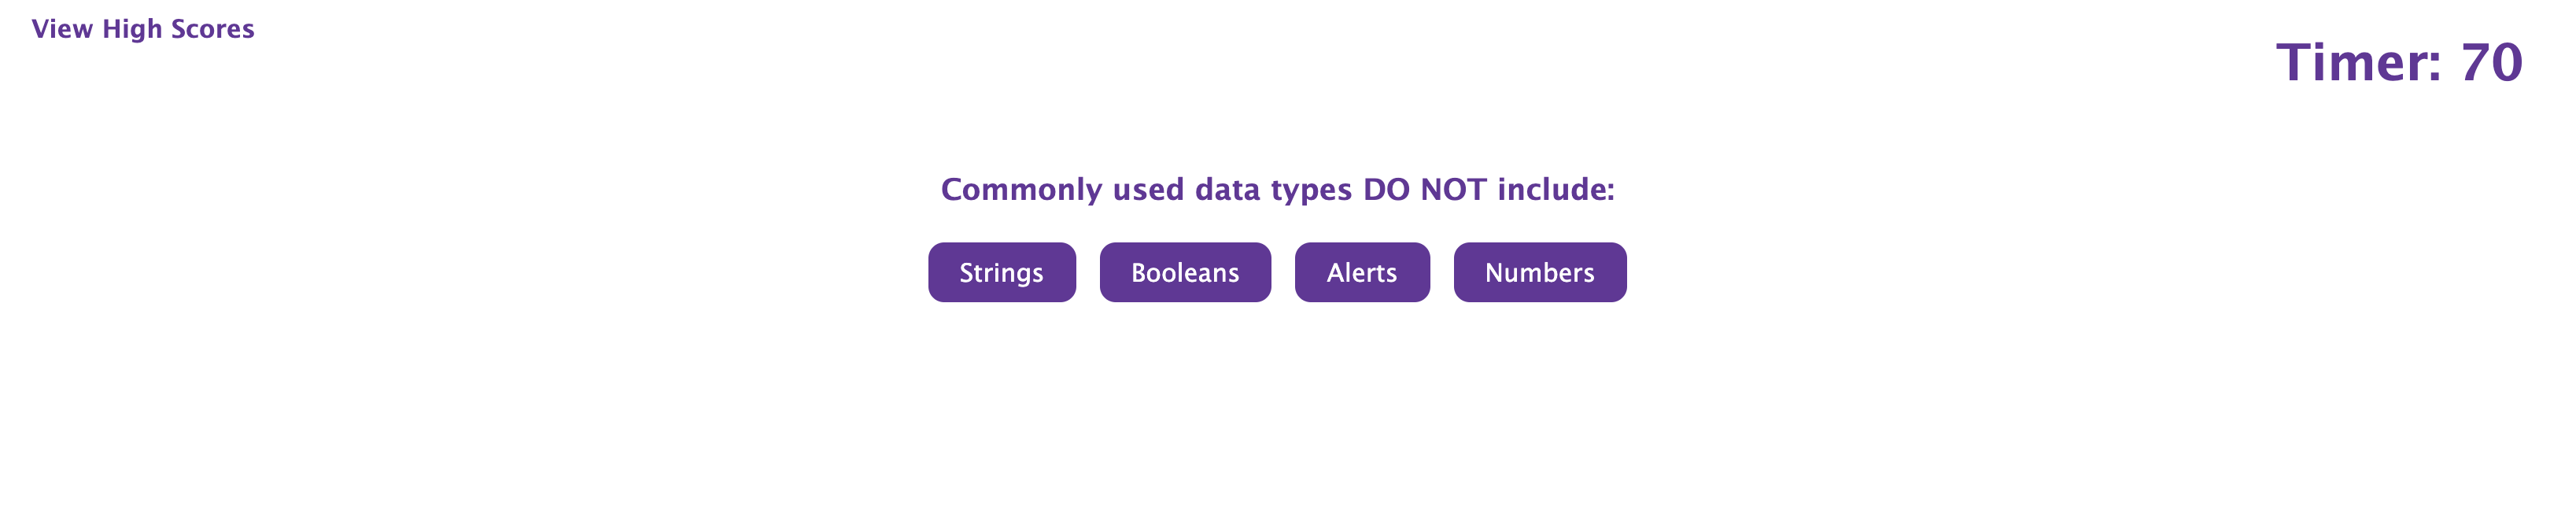 View High Scores
Timer: 70
Commonly used data types DO NOT include:
Strings Booleans Alerts Numbers